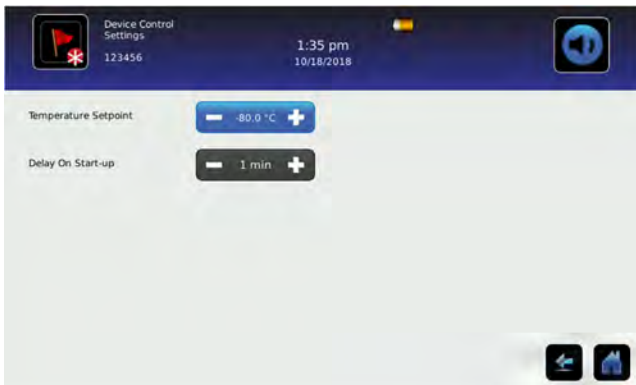 Device Control
Settings
123456
1:35 pm
10/18/2018
Temperature Setpoint
-80.0 °C
Delay On Start-up
1 min